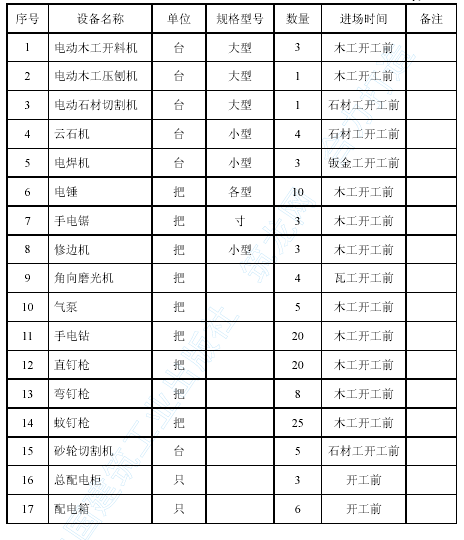 序号 设备名称 单位 规格型号 数量 进场时间 备注
1 电动木工开料机 台 大型 3 木工开工前
2 电动木工压刨机 台 大型 1 木工开工前
3 电动石材切割机 台 大型 1 石材工开工前
4 云石机 台 小型 4 石材工开工前
5 电焊机 台 小型 3 钣金工开工前
6 电锤 把 各型 10 木工开工前
7 手电锯 把 寸 3 木工开工前
8 修边机 把 小型 3 木工开工前
9 角向磨光机 把 4 瓦工开工前
10 气泵 把 5 木工开工前
11 手电钻 把 20 木工开工前
12 直钉枪 把 20 木工开工前
13 弯钉枪 把 8 木工开工前
14 蚊钉枪 把 25 木工开工前
15 砂轮切割机 台 5 石材工开工前
16 总配电柜 只 3 开工前
17 配电箱 只 6 开工前